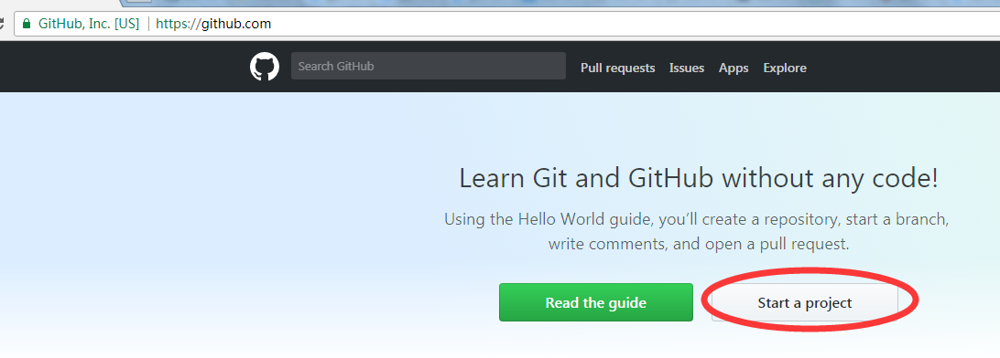 GitHub, Inc. [US] https://github.com
Search GitHub Pull requests Issues Apps Explore
Learn Git and GitHub without any code!
Using the Hello World guide, you’ll create a repository, start a branch,
write comments, and open a pull request.
Read the guide Start a project